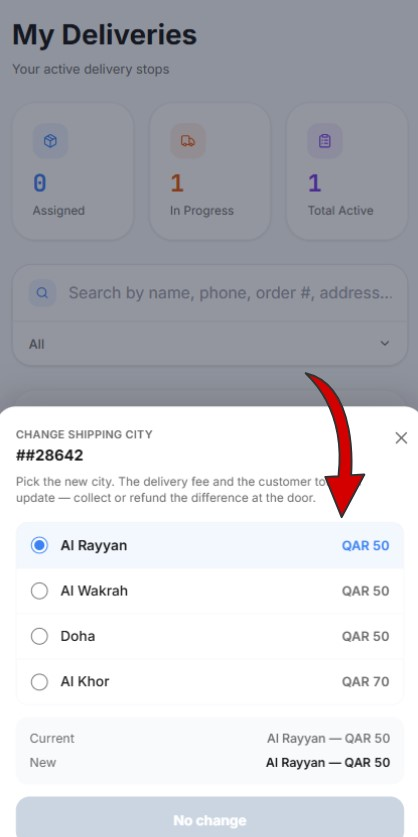 My Deliveries
Your active delivery stops
0
Assigned
1
In Progress
1
Total Active
Search by name, phone, order #, address...
All
CHANGE SHIPPING CITY
##28642
Pick the new city. The delivery fee and the customer to
update — collect or refund the difference at the door.
Al Rayyan QAR 50
Al Wakrah QAR 50
Doha QAR 50
Al Khor QAR 70
Current Al Rayyan — QAR 50
New Al Rayyan — QAR 50
No change